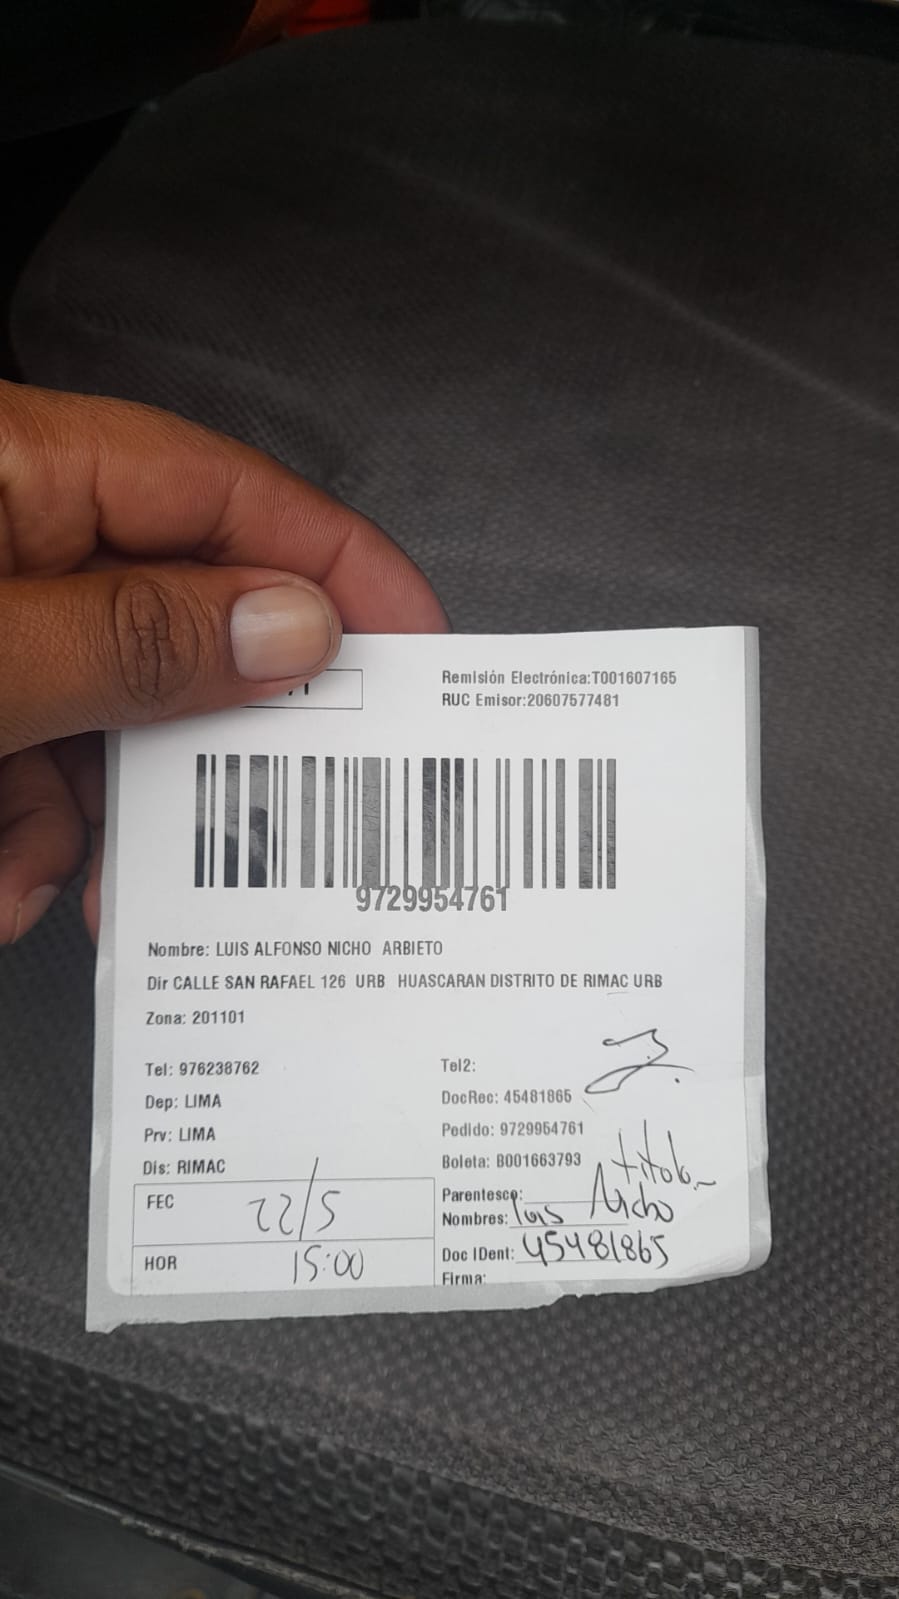 Remisión Electrónica:T001607165
RUC Emisor:20607577481
9729954761
Nombre: LUIS ALFONSO NICHO ARBIETO
Dir CALLE SAN RAFAEL 126 URB HUASCARAN DISTRITO DE RIMAC URB
Zona: 201101
Tel: 976238762
Tel2:
Dep: LIMA
DocRec: 45481865
Prv: LIMA
Pedido: 9729954761
Dis: RIMAC
Boleta: B001663793
FEC 22/5
Parentesco: titular
Nombres: Luis Nicho
HOR 15:00
Doc IDent: 45481865
Firma: